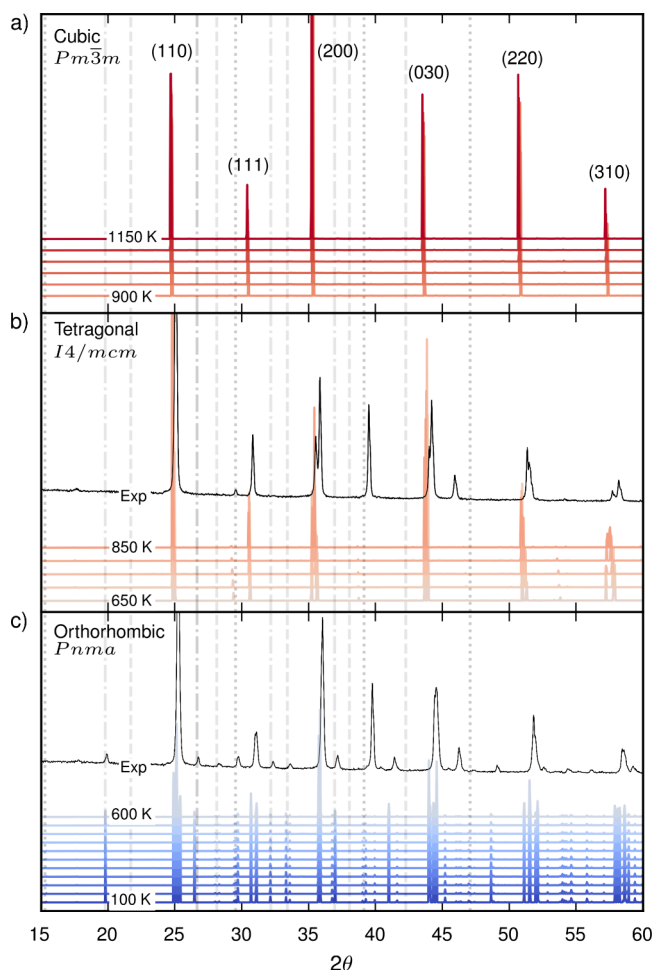 a)
Cubic
Pm3̅m
(110)
(111)
(200)
(030)
(220)
(310)
1150 K
900 K
b)
Tetragonal
I4/mcm
Exp
850 K
650 K
c)
Orthorhombic
Pnma
Exp
600 K
100 K
15 20 25 30 35 40 45 50 55 60
2θ